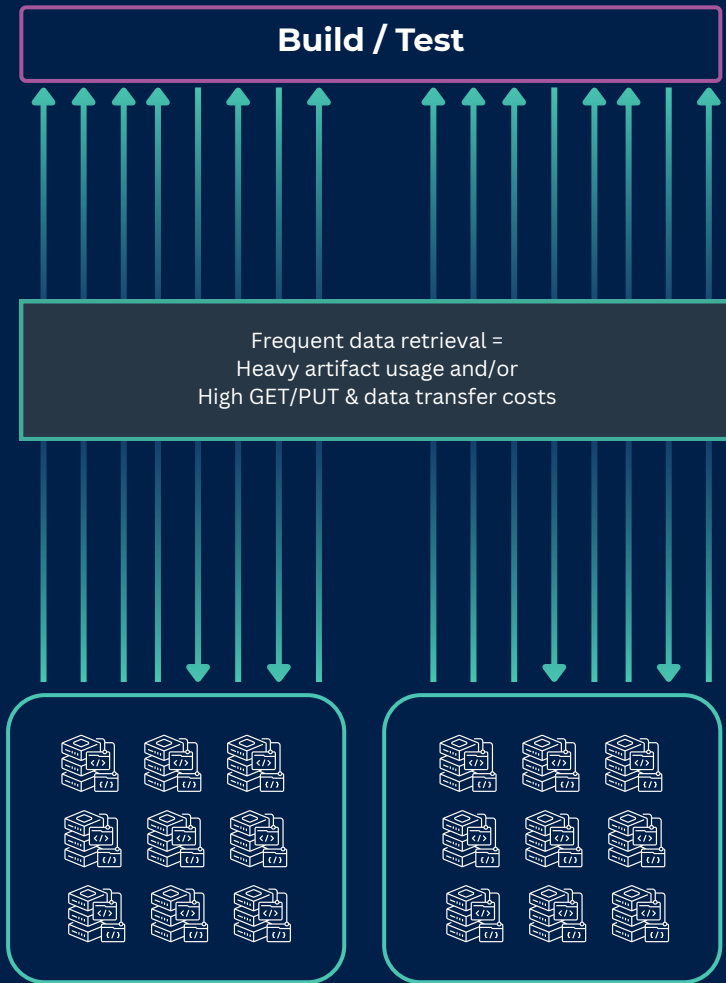 Build / Test
Frequent data retrieval =
Heavy artifact usage and/or
High GET/PUT & data transfer costs